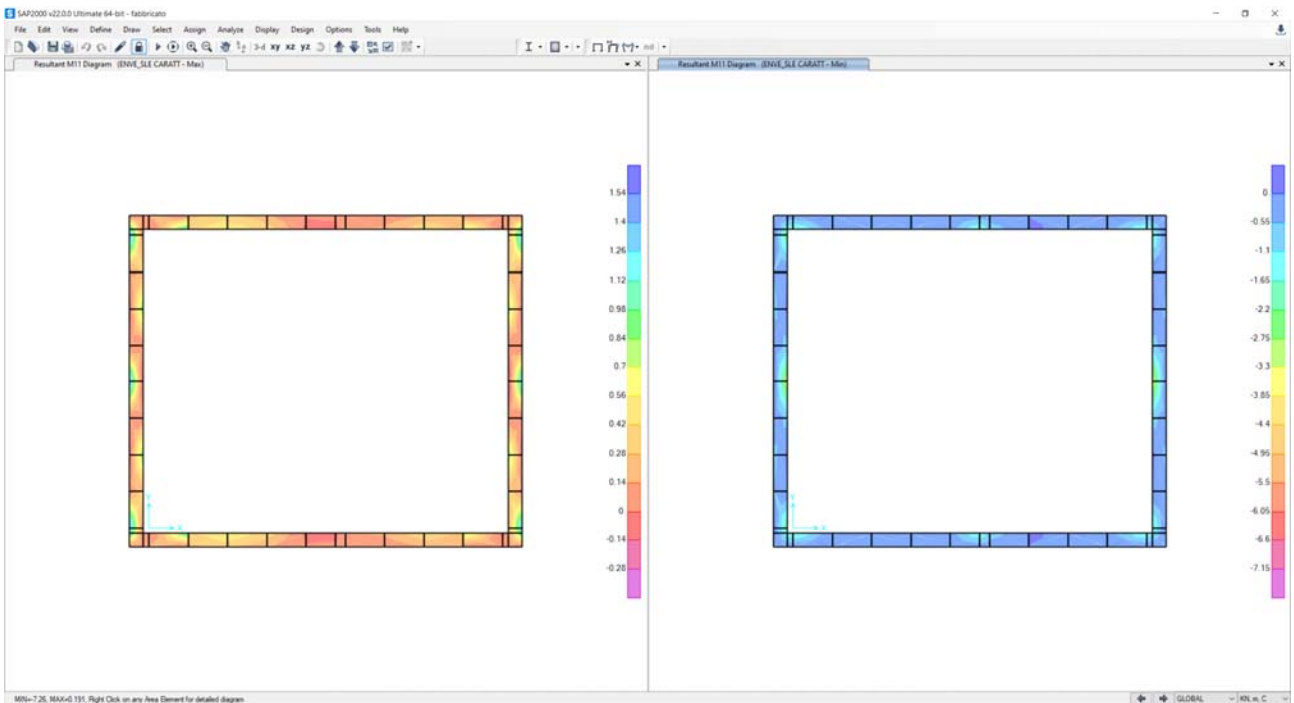 SAP2000 v22.0.0 Ultimate 64-bit - fabbricato
File Edit View Define Draw Select Assign Analyze Display Design Options Tools Help
3-d xy xz yz nd
Resultant M11 Diagram (ENVE_SLE CARATT - Max)
Resultant M11 Diagram (ENVE_SLE CARATT - Min)
1.54
1.4
1.26
1.12
0.98
0.84
0.7
0.56
0.42
0.28
0.14
0
-0.14
-0.28
Y
X
0
-0.55
-1.1
-1.65
-2.2
-2.75
-3.3
-3.85
-4.4
-4.95
-5.5
-6.05
-6.6
-7.15
Y
X
MIN=-7.26, MAX=0.191, Right Click on any Area Element for detailed diagram
GLOBAL
KN, m, C